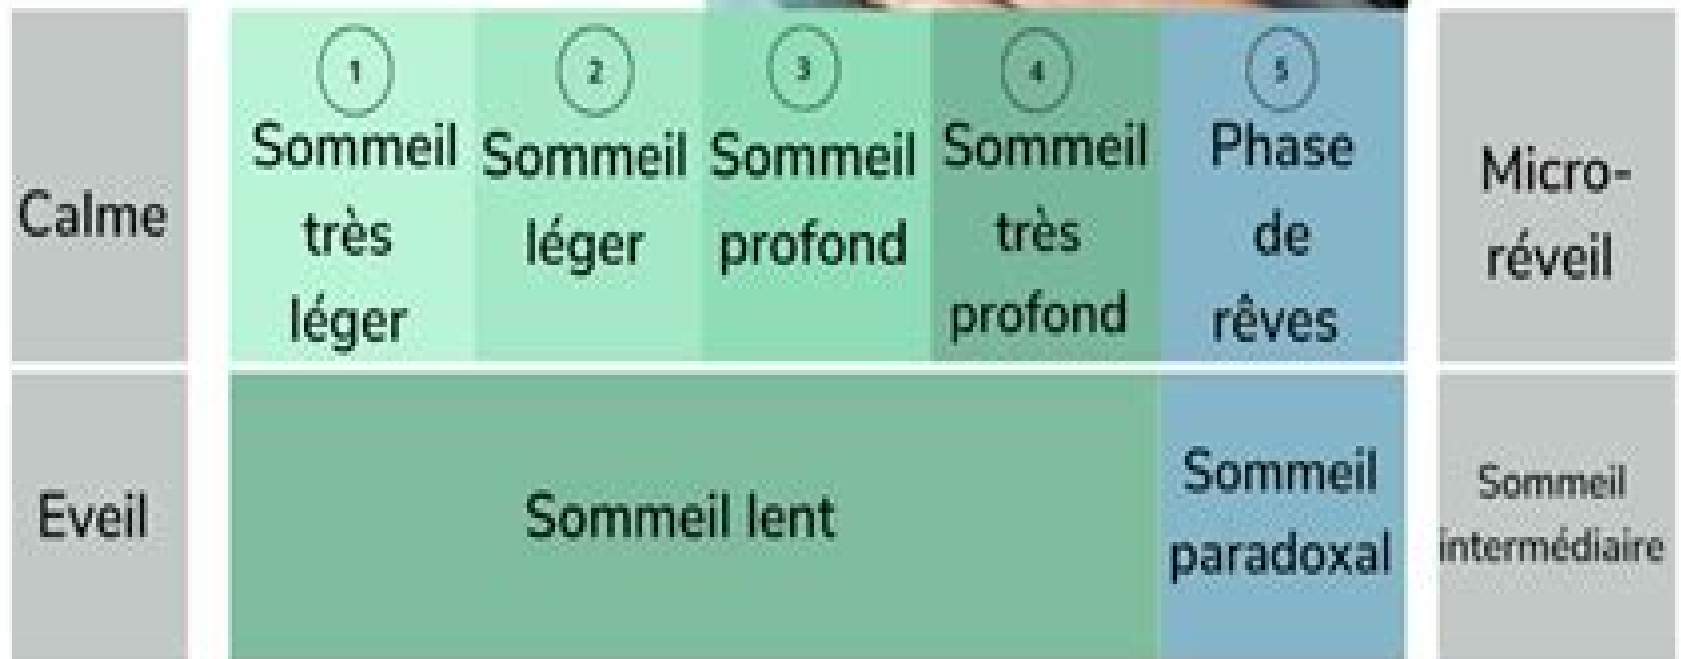 Calme
1
Sommeil
très
léger
2
Sommeil
léger
3
Sommeil
profond
4
Sommeil
très
profond
5
Phase
de
rêves
Micro-
réveil
Eveil
Sommeil lent
Sommeil
paradoxal
Sommeil
intermédiaire